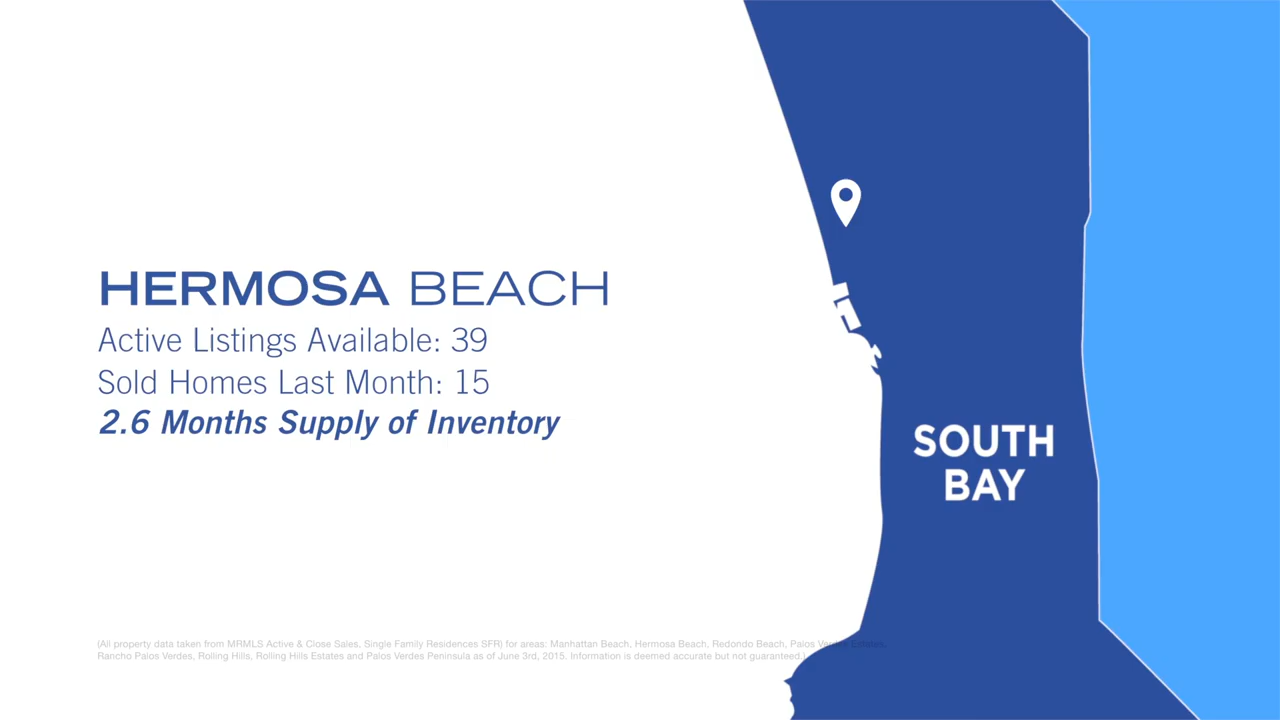 HERMOSA BEACH
Active Listings Available: 39
Sold Homes Last Month: 15
2.6 Months Supply of Inventory
SOUTH
BAY
(All property data taken from MRMLS Active & Close Sales, Single Family Residences SFR) for areas: Manhattan Beach, Hermosa Beach, Redondo Beach, Palos Verdes Estates,
Rancho Palos Verdes, Rolling Hills, Rolling Hills Estates and Palos Verdes Peninsula as of June 3rd, 2015. Information is deemed accurate but not guaranteed.)